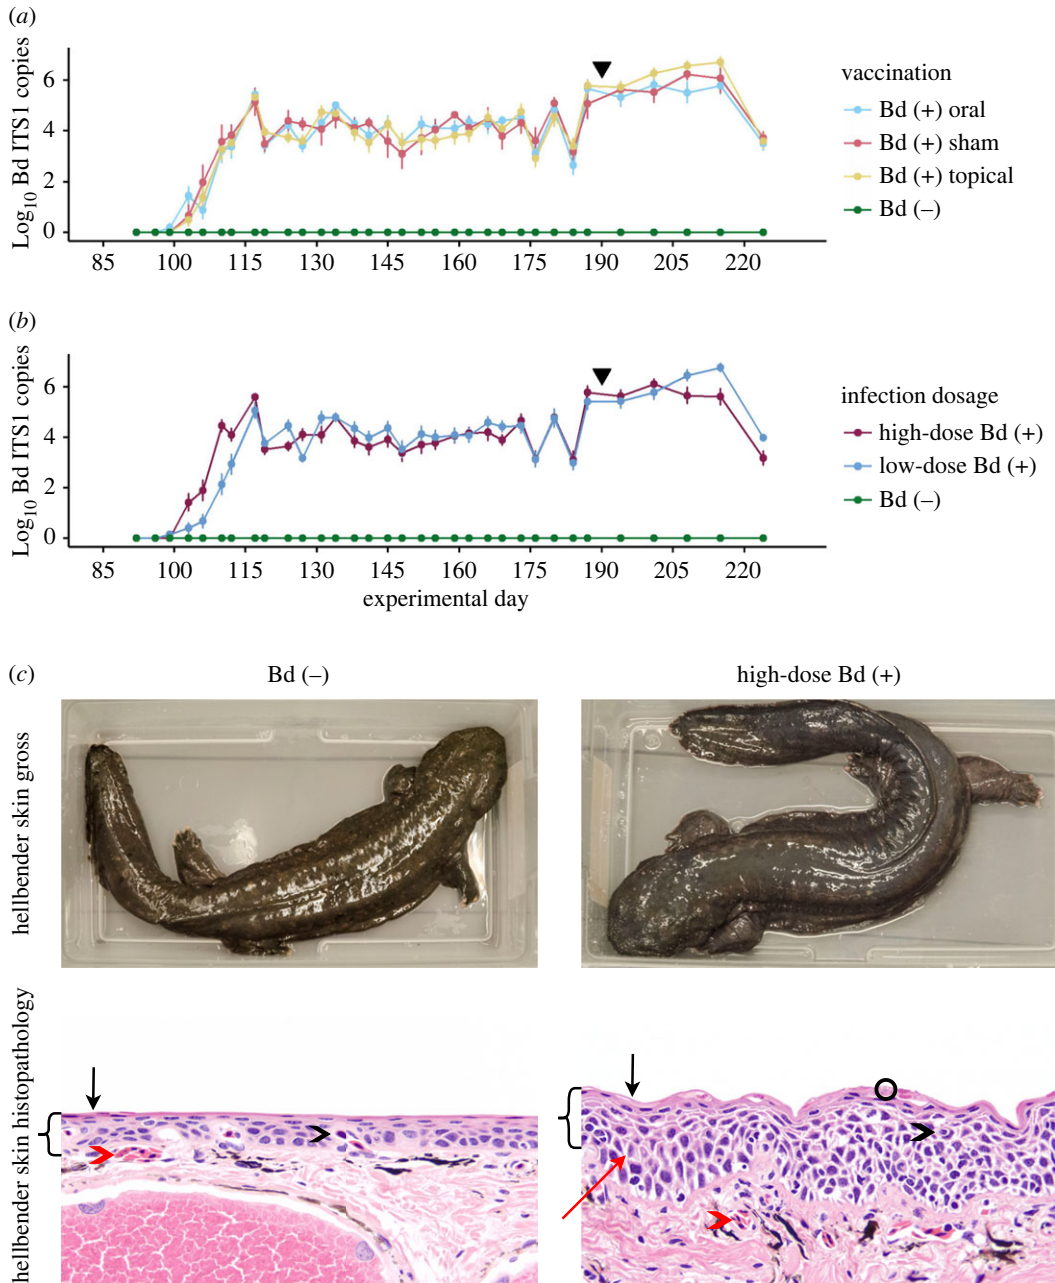 (a)
Log10 Bd ITS1 copies
6
4
2
0
85 100 115 130 145 160 175 190 205 220
vaccination
Bd (+) oral
Bd (+) sham
Bd (+) topical
Bd (–)
(b)
Log10 Bd ITS1 copies
6
4
2
0
85 100 115 130 145 160 175 190 205 220
experimental day
infection dosage
high-dose Bd (+)
low-dose Bd (+)
Bd (–)
(c)
Bd (–) high-dose Bd (+)
hellbender skin gross
hellbender skin histopathology